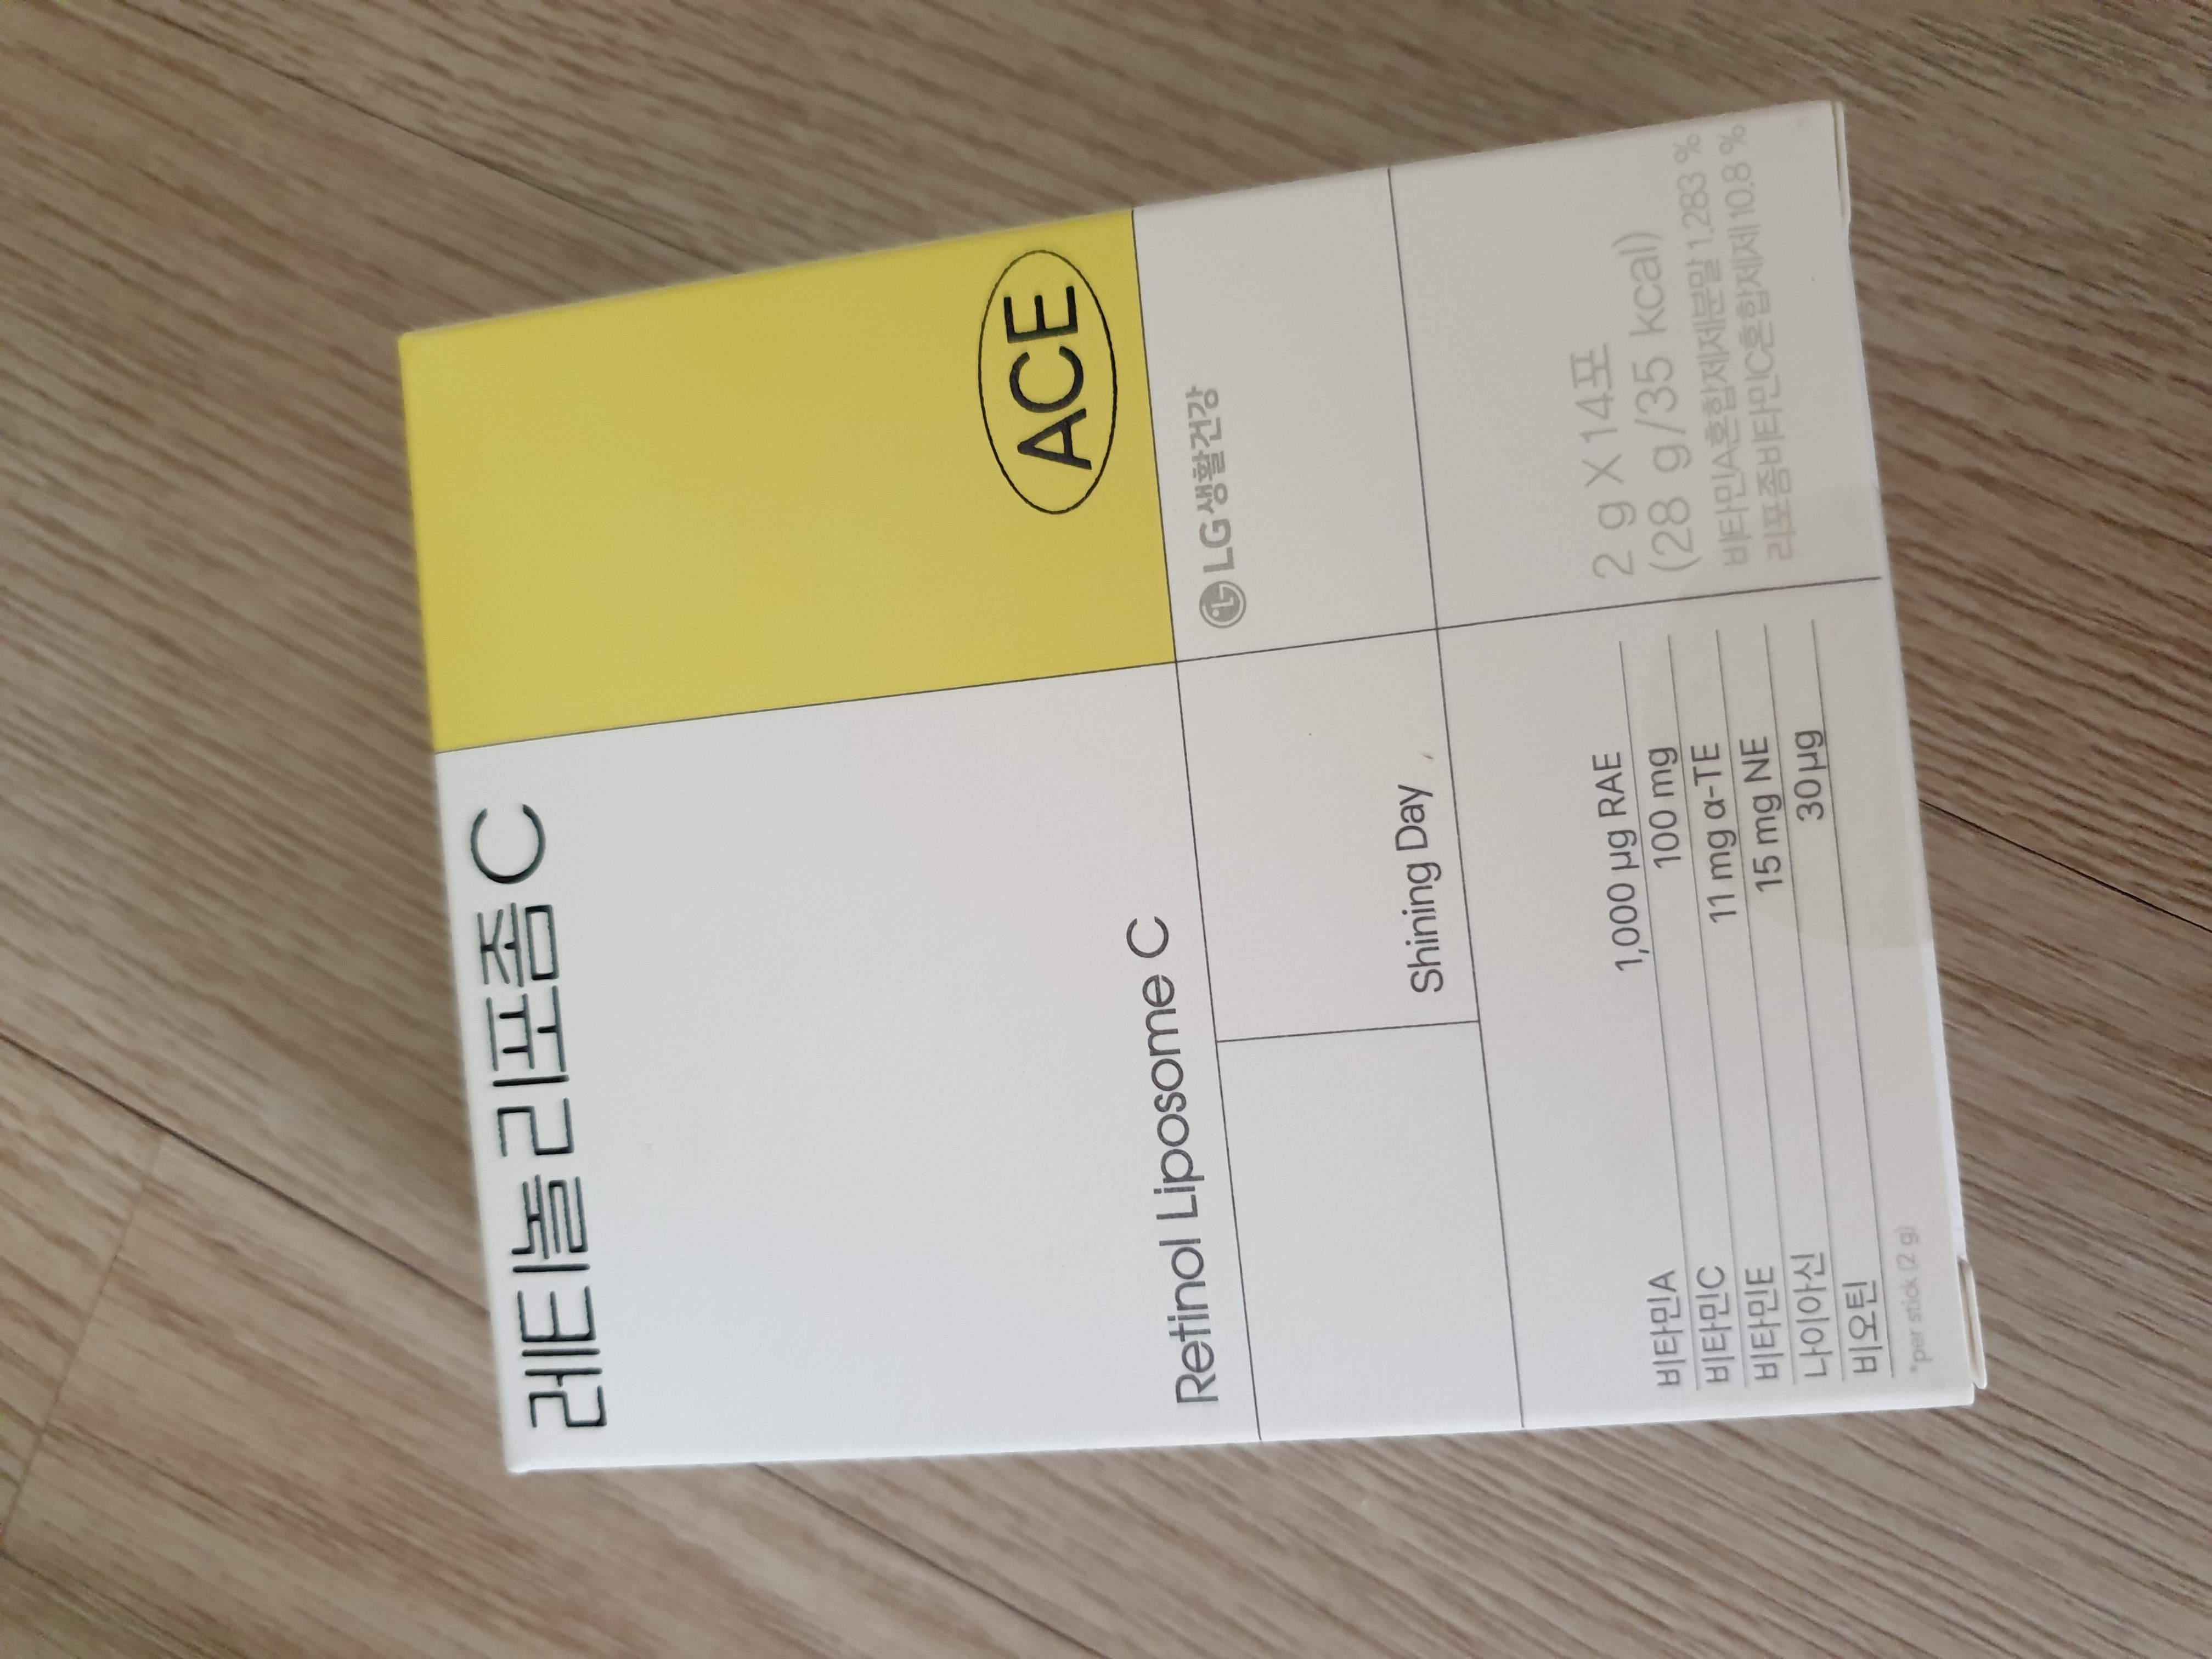 레티놀 리포좀 C
ACE
Retinol Liposome C
LG생활건강
Shining Day
2 g X 14포
(28 g/35 kcal)
비타민A혼합제제분말 1.283 %
리포좀비타민C혼합제제 10.8 %
비타민A 1,000 µg RAE
비타민C 100 mg
비타민E 11 mg α-TE
나이아신 15 mg NE
비오틴 30 µg
*per stick (2 g)